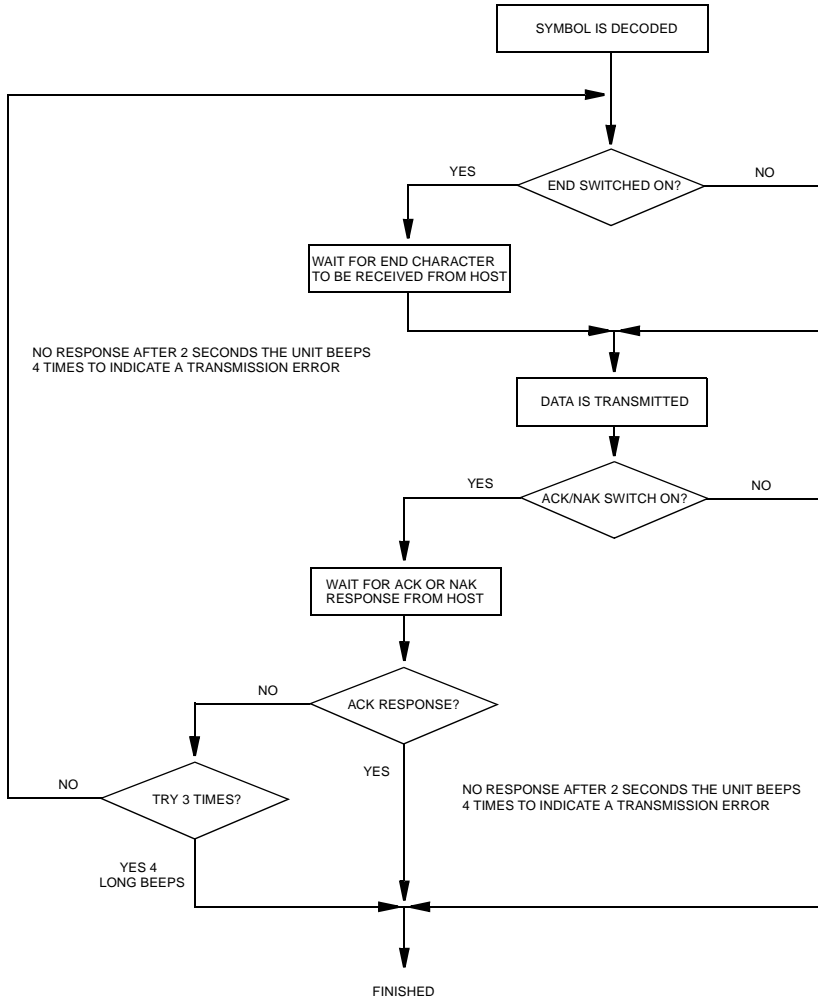 SYMBOL IS DECODED
YES
END SWITCHED ON?
NO
WAIT FOR END CHARACTER
TO BE RECEIVED FROM HOST
NO RESPONSE AFTER 2 SECONDS THE UNIT BEEPS
4 TIMES TO INDICATE A TRANSMISSION ERROR
DATA IS TRANSMITTED
YES
ACK/NAK SWITCH ON?
NO
WAIT FOR ACK OR NAK
RESPONSE FROM HOST
NO
ACK RESPONSE?
YES
NO
TRY 3 TIMES?
NO RESPONSE AFTER 2 SECONDS THE UNIT BEEPS
4 TIMES TO INDICATE A TRANSMISSION ERROR
YES 4
LONG BEEPS
FINISHED